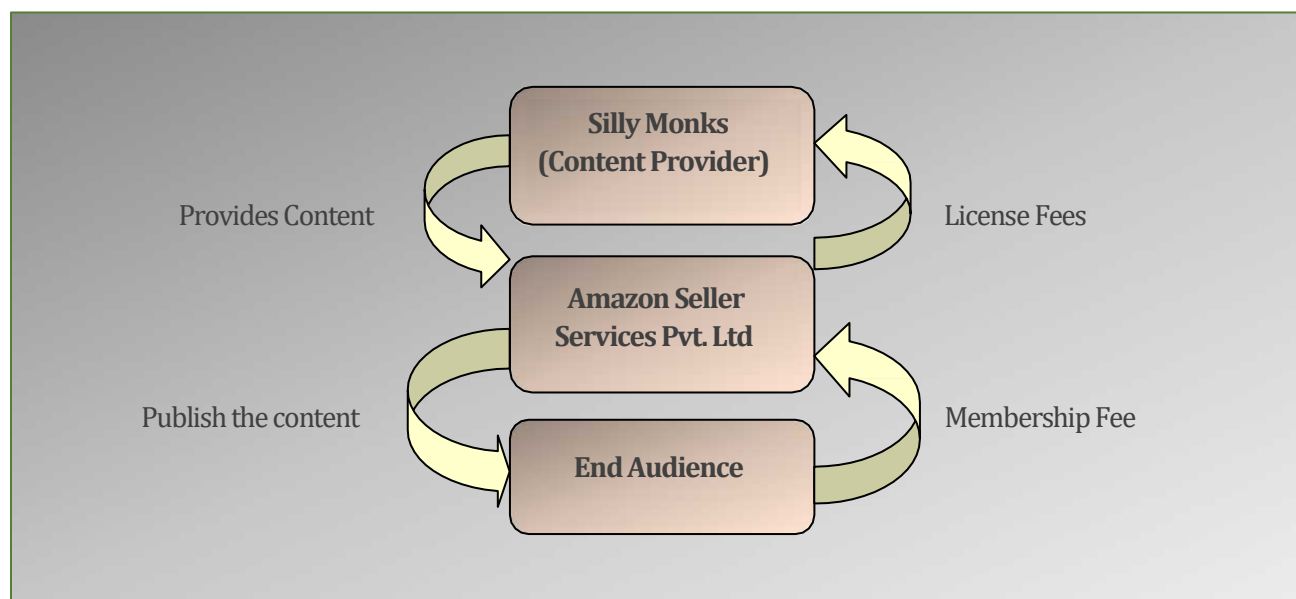 Silly Monks
(Content Provider)
Provides Content
License Fees
Amazon Seller
Services Pvt. Ltd
Publish the content
Membership Fee
End Audience